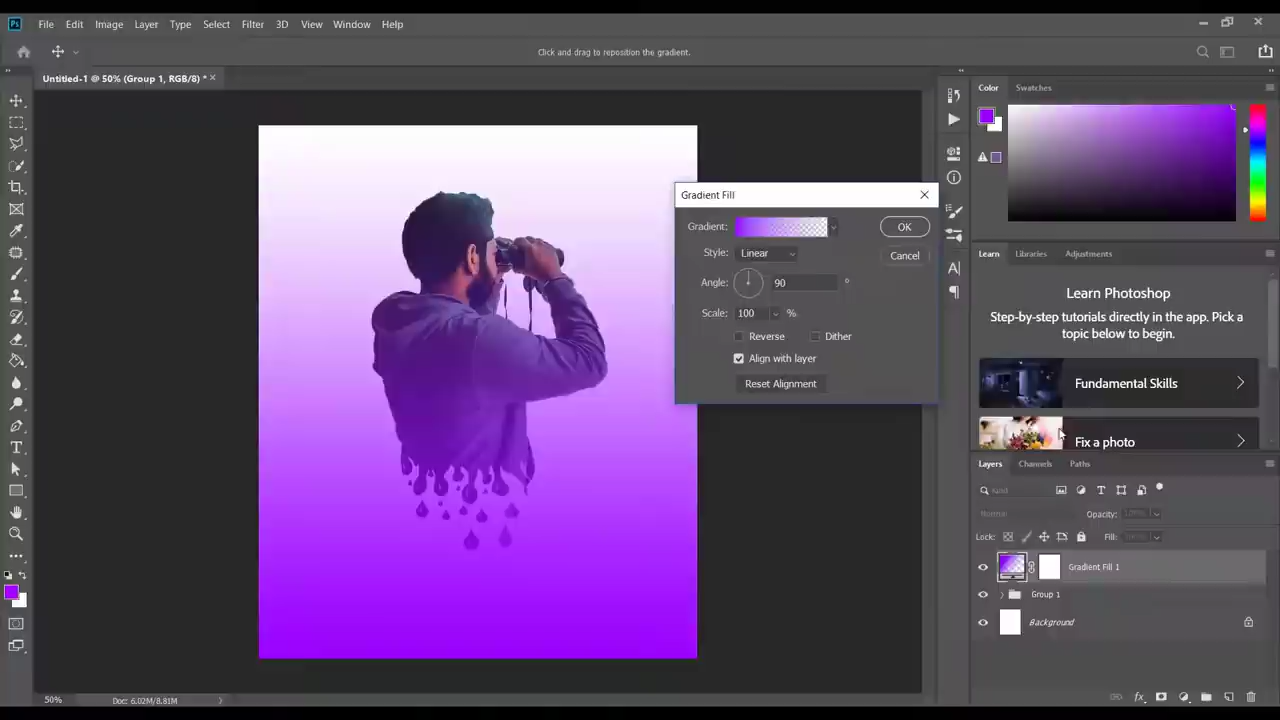 Ps File Edit Image Layer Type Select Filter 3D View Window Help
Click and drag to reposition the gradient.
Untitled-1 @ 50% (Group 1, RGB/8) *
Color Swatches
Gradient Fill
Gradient:
OK
Style: Linear
Cancel
Angle: 90 °
Scale: 100 %
Reverse Dither
Align with layer
Reset Alignment
Learn Libraries Adjustments
Learn Photoshop
Step-by-step tutorials directly in the app. Pick a
topic below to begin.
Fundamental Skills
Fix a photo
Layers Channels Paths
Kind
Normal Opacity: 100%
Lock: Fill: 100%
Gradient Fill 1
Group 1
Background
50% Doc: 6.02M/8.81M